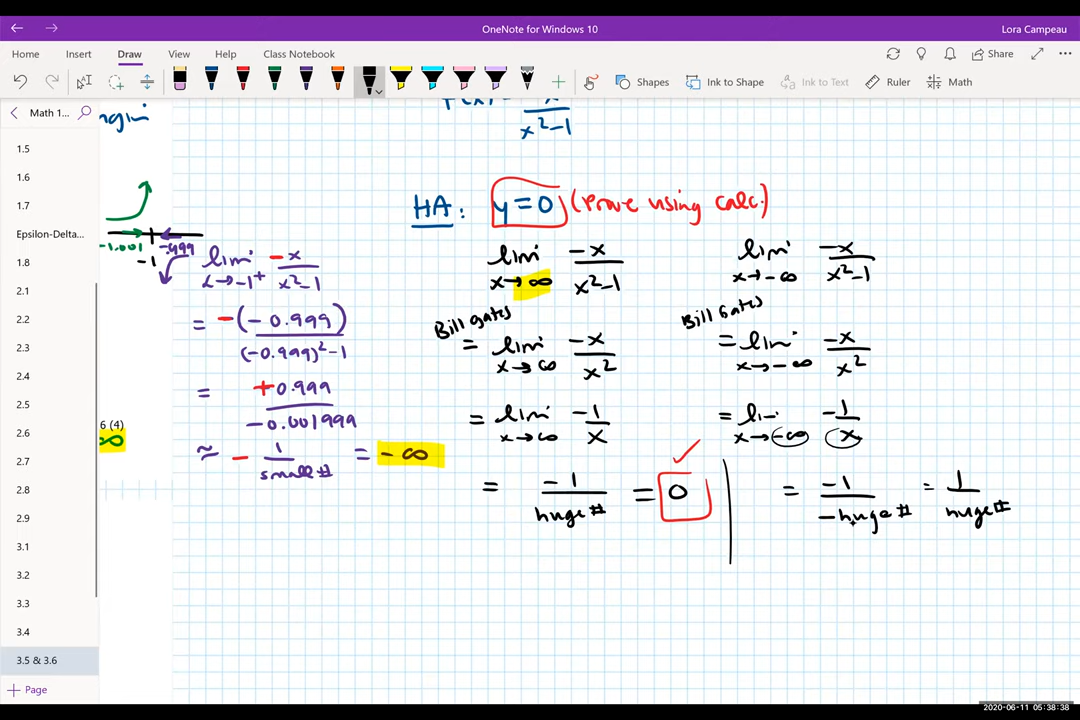 OneNote for Windows 10
Lora Campeau
Home Insert Draw View Help Class Notebook Share
Shapes Ink to Shape Ink to Text Ruler Math
Math 1...
1.5
1.6
1.7
Epsilon-Delta...
1.8
2.1
2.2
2.3
2.4
2.5
2.6
2.7
2.8
2.9
3.1
3.2
3.3
3.4
3.5 & 3.6
Page
-1.001 -.999
-1
6 (4)
∞
x²-1
HA: y=0 (Prove using calc.)
lim x→-1⁺ -x/(x²-1)
= -(-0.999)/((-0.999)²-1)
= +0.999/-0.001999
≈ - 1/small# = -∞
lim x→∞ -x/(x²-1)
Bill gates
= lim x→∞ -x/x²
= lim x→∞ -1/x
= -1/huge# = 0
lim x→-∞ -x/(x²-1)
Bill Gates
= lim x→-∞ -x/x²
= lim x→-∞ -1/x
= -1/-huge# = 1/huge#
2020-06-11 05:38:38